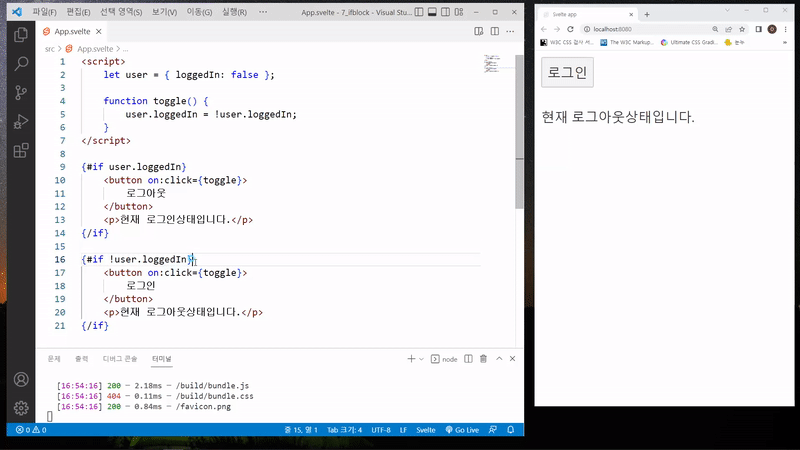 파일(F) 편집(E) 선택 영역(S) 보기(V) 이동(G) 실행(R) ··· App.svelte - 7_ifblock - Visual Stud...
App.svelte ×
src > App.svelte > ...
1 <script>
2 let user = { loggedIn: false };
3
4 function toggle() {
5 user.loggedIn = !user.loggedIn;
6 }
7 </script>
8
9 {#if user.loggedIn}
10 <button on:click={toggle}>
11 로그아웃
12 </button>
13 <p>현재 로그인상태입니다.</p>
14 {/if}
15
16 {#if !user.loggedIn}
17 <button on:click={toggle}>
18 로그인
19 </button>
20 <p>현재 로그아웃상태입니다.</p>
21 {/if}
문제 출력 디버그 콘솔 터미널 node
[16:54:16] 200 ─ 2.18ms ─ /build/bundle.js
[16:54:16] 404 ─ 0.11ms ─ /build/bundle.css
[16:54:16] 200 ─ 0.84ms ─ /favicon.png
0 0 줄 15, 열 1 Tab 크기: 4 UTF-8 LF Svelte Go Live
Svelte app
localhost:8080
W3C CSS 검사 서... The W3C Markup... Ultimate CSS Gradi... 눈누
로그인
현재 로그아웃상태입니다.